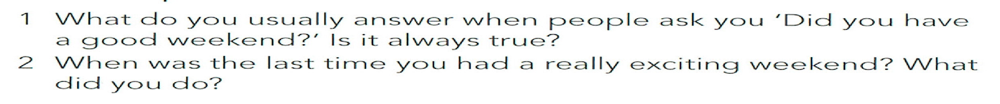 1 What do you usually answer when people ask you ‘Did you have
a good weekend?’ Is it always true?
2 When was the last time you had a really exciting weekend? What
did you do?